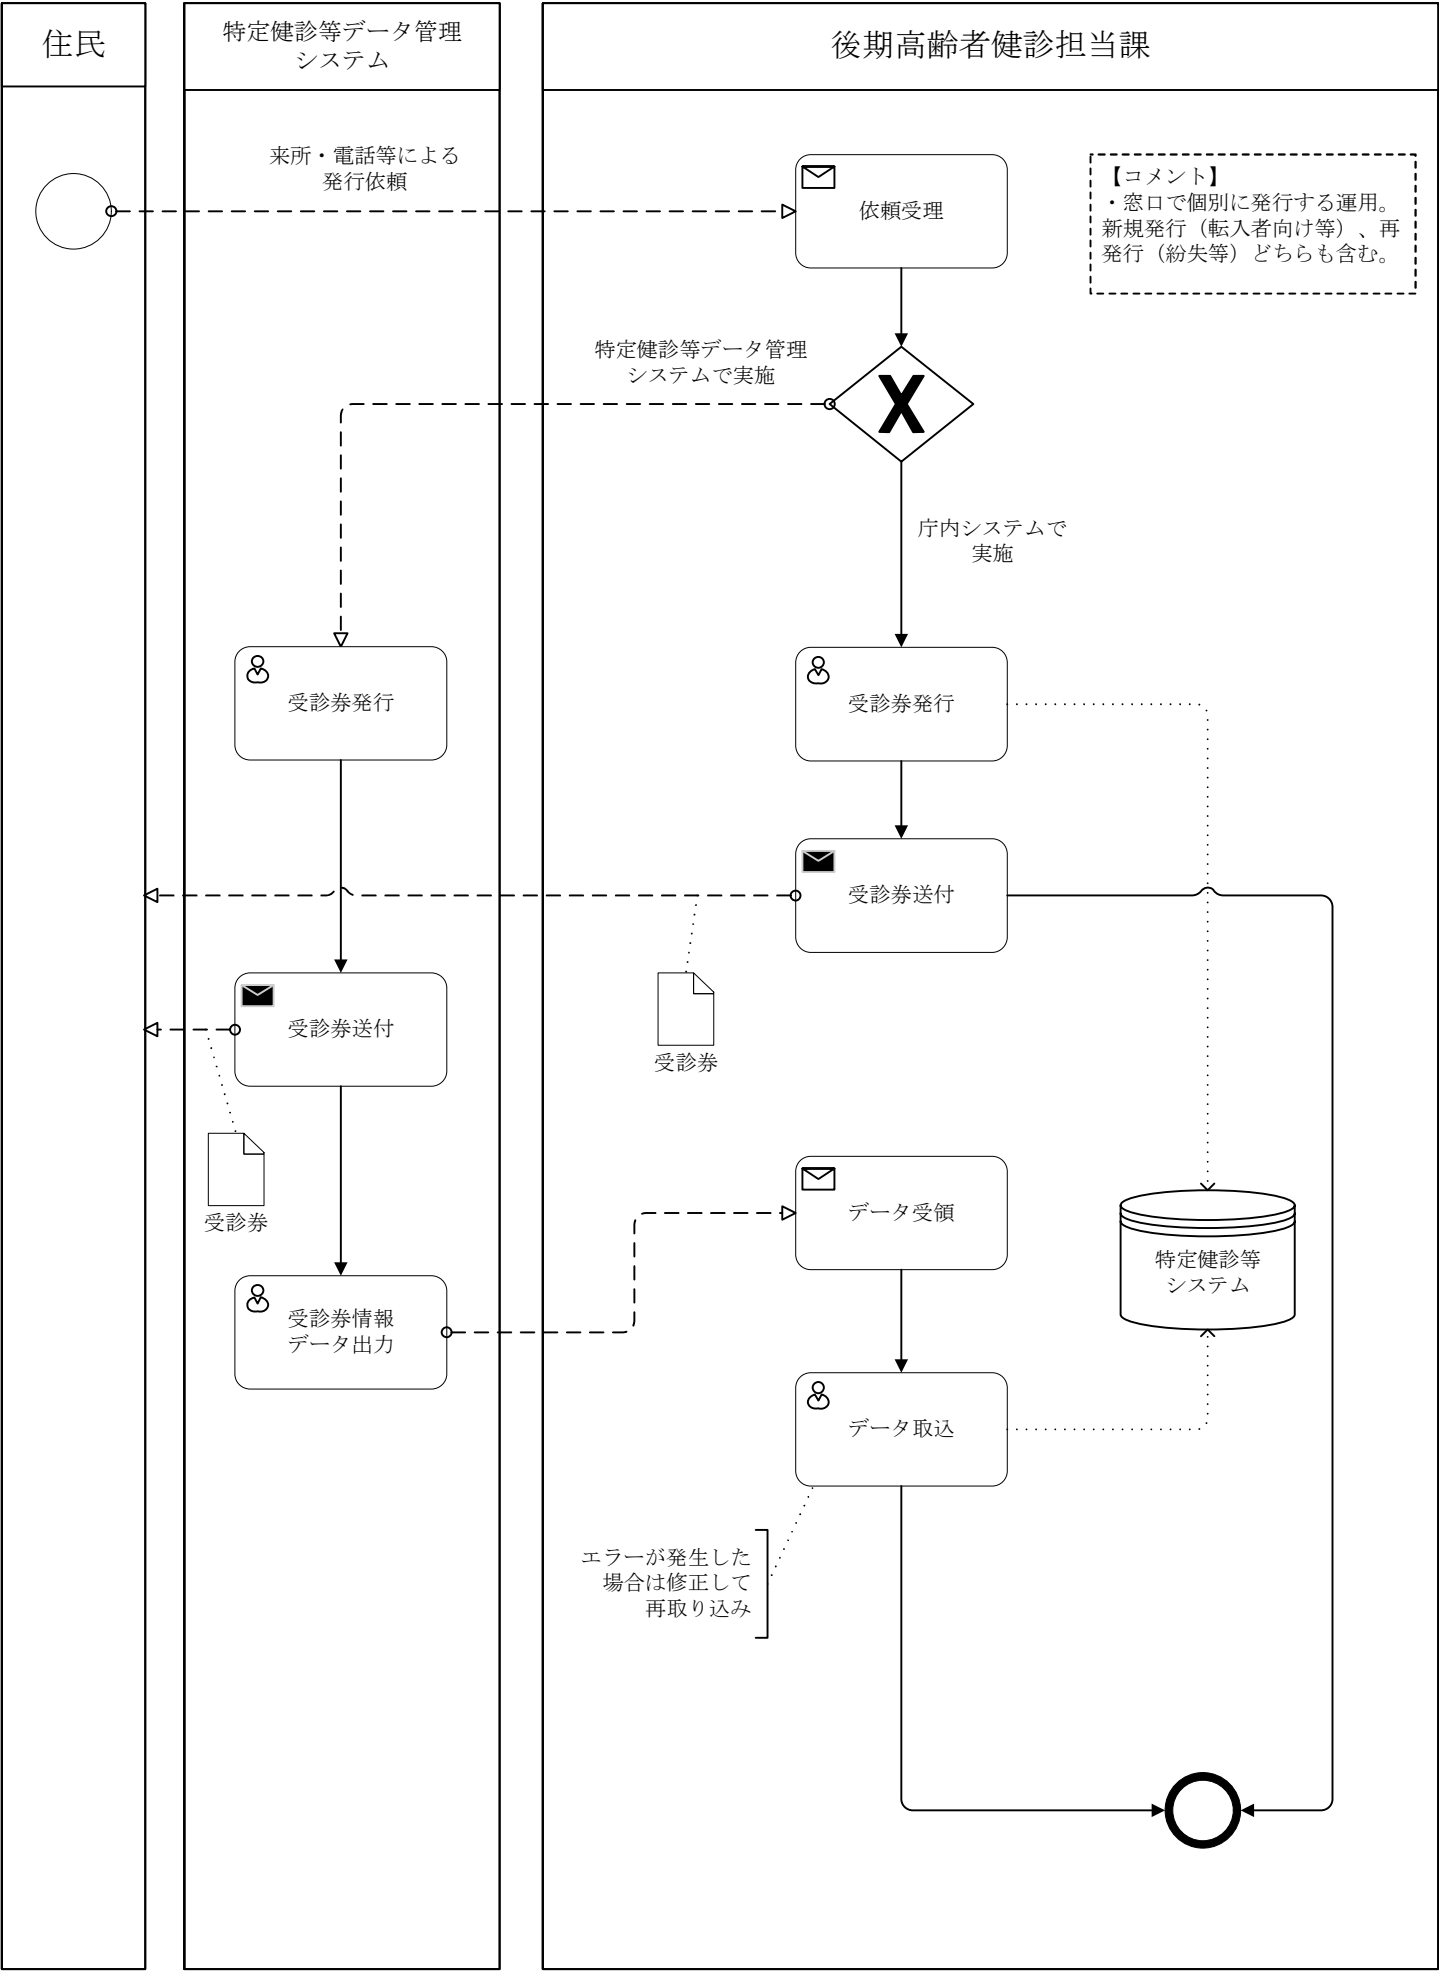 住民
特定健診等データ管理
システム
後期高齢者健診担当課
来所・電話等による
発行依頼
依頼受理
【コメント】
・窓口で個別に発行する運用。
新規発行（転入者向け等）、再
発行（紛失等）どちらも含む。
特定健診等データ管理
システムで実施
X
庁内システムで
実施
受診券発行
受診券発行
受診券送付
受診券送付
受診券
受診券
データ受領
特定健診等
システム
受診券情報
データ出力
データ取込
エラーが発生した
場合は修正して
再取り込み